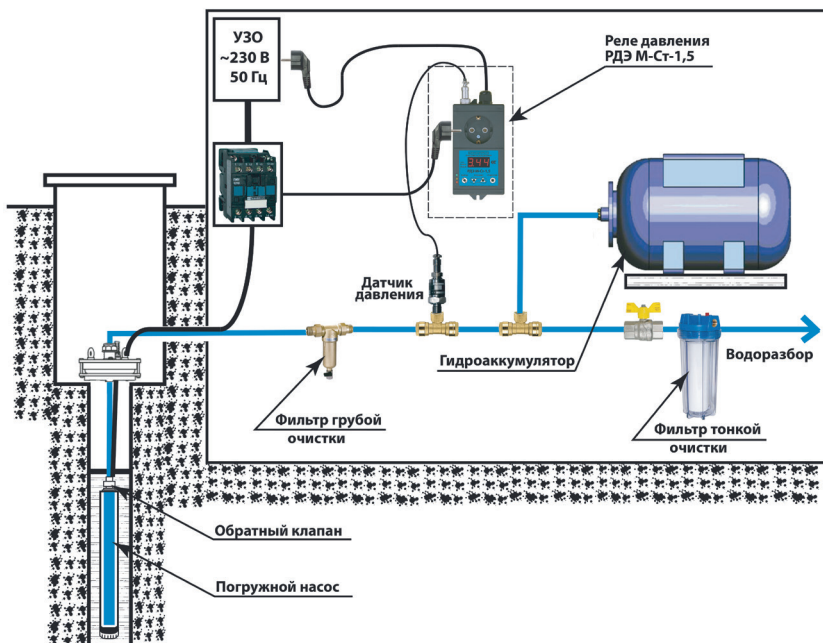 УЗО
~230 В
50 Гц
Реле давления
РДЭ М-Ст-1,5
344
Датчик
давления
Гидроаккумулятор
Водоразбор
Фильтр грубой
очистки
Фильтр тонкой
очистки
Обратный клапан
Погружной насос